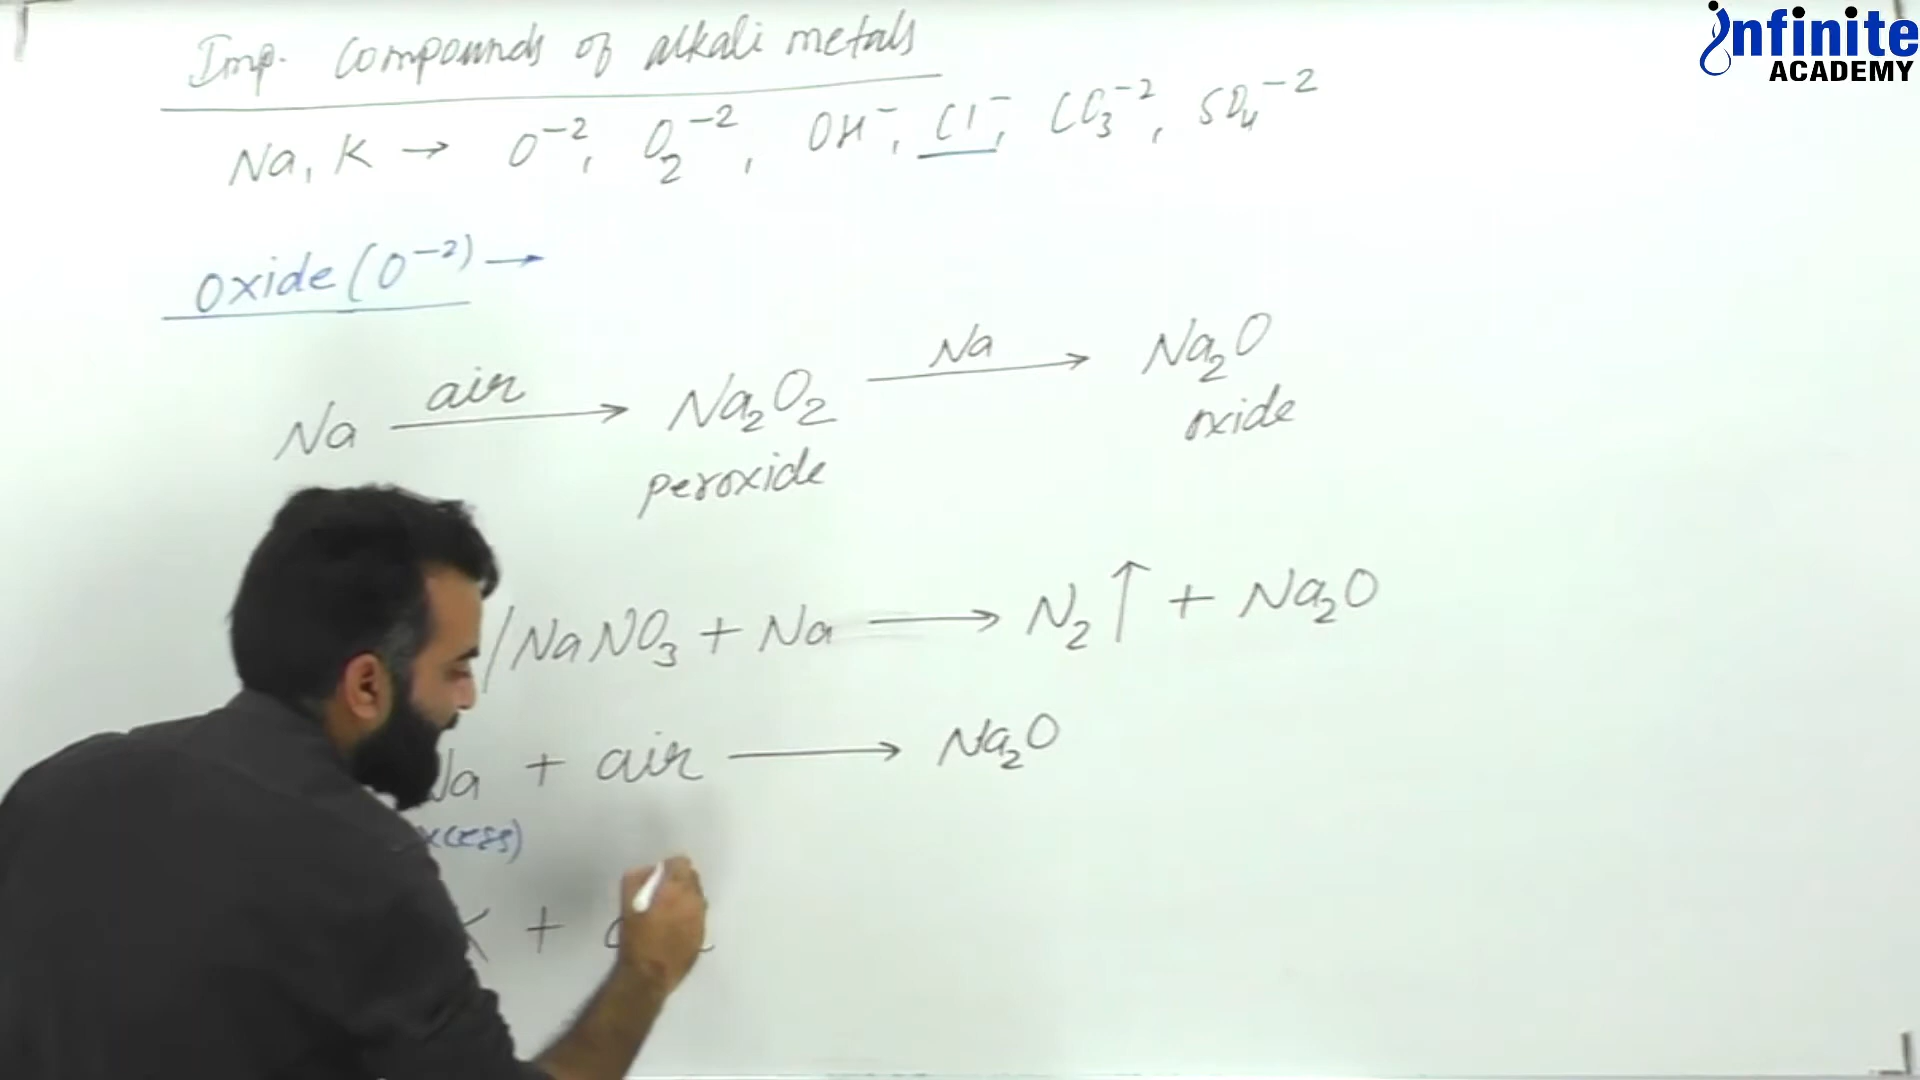 Infinite
ACADEMY
Imp. Compounds of alkali metals
Na, K → O⁻², O₂⁻², OH⁻, Cl⁻, CO₃⁻², SO₄⁻²
Oxide (O⁻²) →
Na air → Na₂O₂ Na → Na₂O
peroxide oxide
/NaNO₃ + Na → N₂↑ + Na₂O
Na + air → Na₂O
xcess)
K +